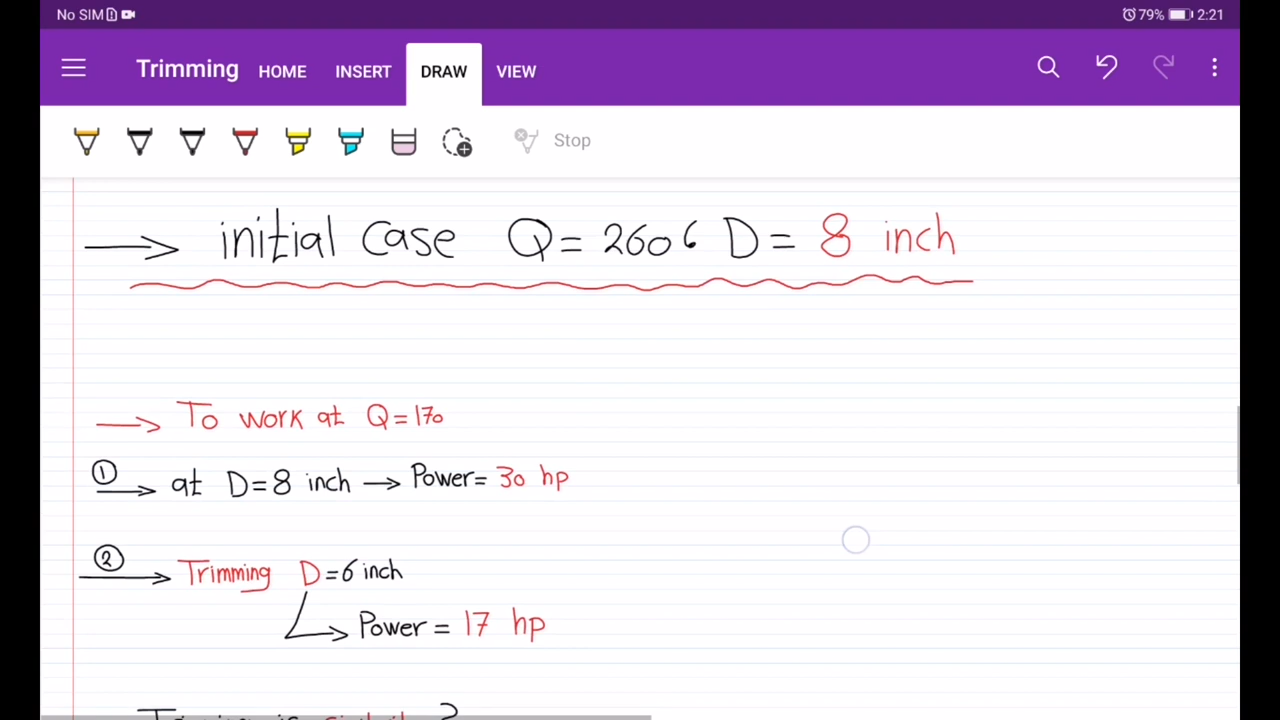 No SIM 79% 2:21
Trimming HOME INSERT DRAW VIEW
Stop
initial case Q= 2606 D= 8 inch
To work at Q=170
1 at D=8 inch → Power= 30 hp
2 Trimming D=6 inch
Power = 17 hp